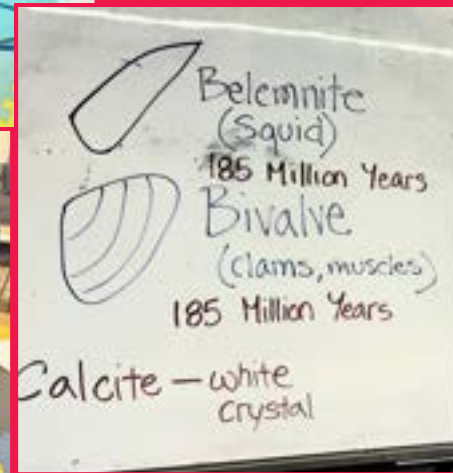 Belemnite
(Squid)
185 Million Years
Bivalve
(clams, muscles)
185 Million Years
Calcite - white
crystal